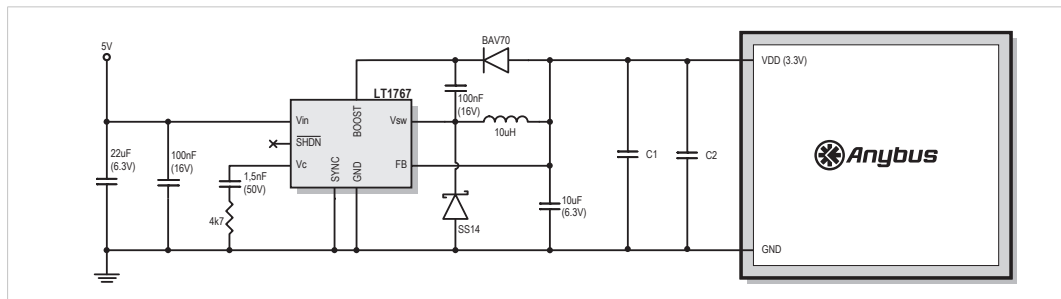 5V
BAV70
LT1767
Vin
SHDN
Vc
BOOST
SYNC
GND
Vsw
FB
100nF
(16V)
10uH
22uF
(6.3V)
100nF
(16V)
1,5nF
(50V)
4k7
SS14
10uF
(6.3V)
C1
C2
VDD (3.3V)
Anybus
GND